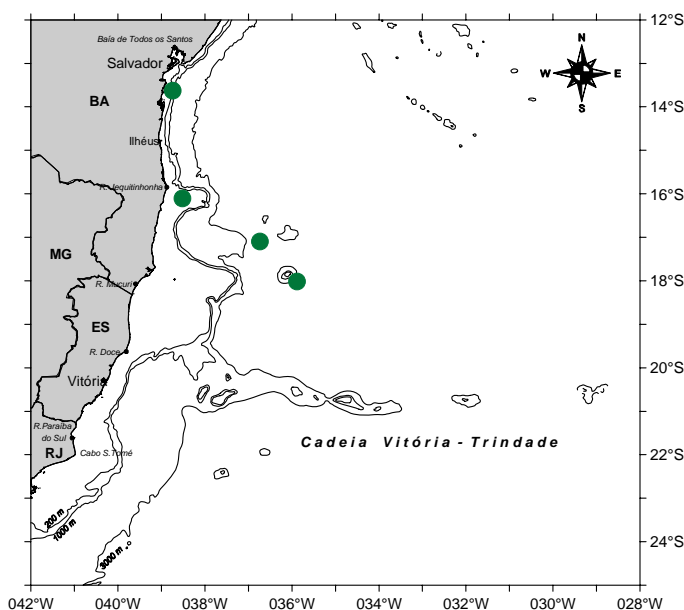 12°S
Baía de Todos os Santos
N
Salvador
W
E
BA
S
14°S
Ilhéus
R. Jequitinhonha
16°S
MG
R. Mucuri
18°S
ES
R. Doce
20°S
Vitória
R.Paraíba
do Sul
Cadeia Vitória - Trindade
RJ
Cabo S.Tomé
22°S
200 m
1000 m
3000 m
24°S
042°W 040°W 038°W 036°W 034°W 032°W 030°W 028°W